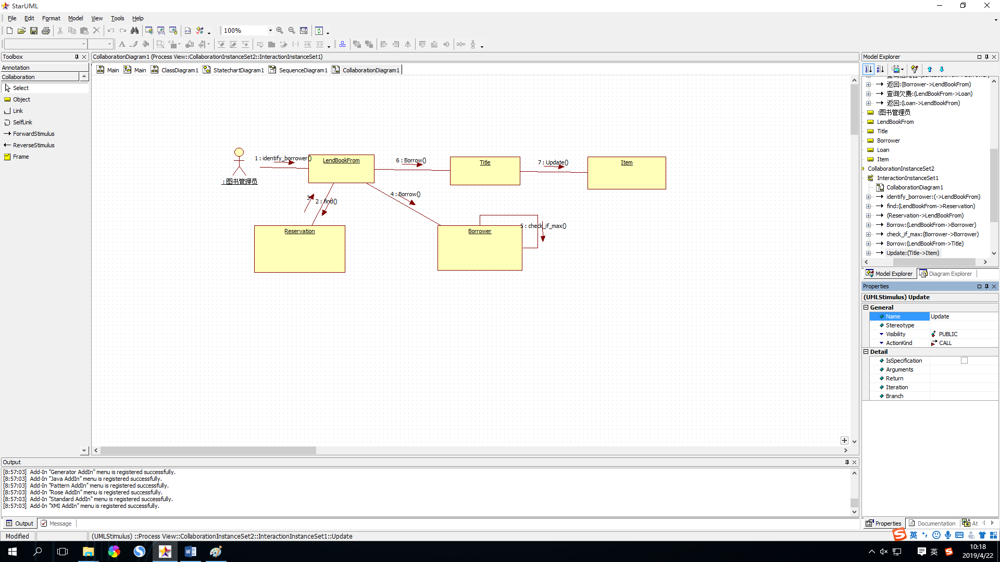 StarUML
File Edit Format Model View Tools Help
100%
Toolbox
Annotation
Collaboration
Select
Object
Link
SelfLink
ForwardStimulus
ReverseStimulus
Frame
CollaborationDiagram1 (Process View::CollaborationInstanceSet2::InteractionInstanceSet1)
Main Main ClassDiagram1 StatechartDiagram1 SequenceDiagram1 CollaborationDiagram1
: 图书管理员
1 : identify_borrower()
LendBookFrom
6 : Borrow()
Title
7 : Update()
Item
3
2 : find()
4 : Borrow()
Reservation
Borrower
5 : check_if_max()
Model Explorer
返回:(Borrower->LendBookFrom)
查询欠费:(LendBookFrom->Loan)
返回:(Loan->LendBookFrom)
:图书管理员
LendBookFrom
Title
Borrower
Loan
Item
CollaborationInstanceSet2
InteractionInstanceSet1
CollaborationDiagram1
identify_borrower:(->LendBookFrom)
find:(LendBookFrom->Reservation)
(Reservation->LendBookFrom)
Borrow:(LendBookFrom->Borrower)
check_if_max:(Borrower->Borrower)
Borrow:(LendBookFrom->Title)
Update:(Title->Item)
Model Explorer Diagram Explorer
Properties
(UMLStimulus) Update
General
Name Update
Stereotype
Visibility PUBLIC
ActionKind CALL
Detail
IsSpecification
Arguments
Return
Iteration
Branch
Properties Documentation At
Output
[8:57:03] Add-In "Generator AddIn" menu is registered successfully.
[8:57:03] Add-In "Java AddIn" menu is registered successfully.
[8:57:03] Add-In "Pattern AddIn" menu is registered successfully.
[8:57:03] Add-In "Rose AddIn" menu is registered successfully.
[8:57:03] Add-In "Standard AddIn" menu is registered successfully.
[8:57:03] Add-In "XMI AddIn" menu is registered successfully.
Output Message
Modified (UMLStimulus) ::Process View::CollaborationInstanceSet2::InteractionInstanceSet1::Update
英
英
10:18
2019/4/22